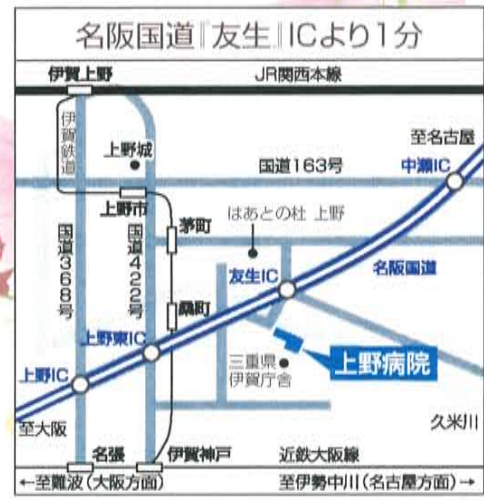 名阪国道『友生』ICより1分
伊賀上野
JR関西本線
伊賀鉄道
上野城
至名古屋
国道163号
中瀬IC
上野市
はあとの杜 上野
茅町
国道368号
国道422号
友生IC
名阪国道
桑町
上野東IC
三重県
伊賀庁舎
上野病院
上野IC
至大阪
久米川
名張
伊賀神戸
近鉄大阪線
←至難波(大阪方面)
至伊勢中川(名古屋方面)→